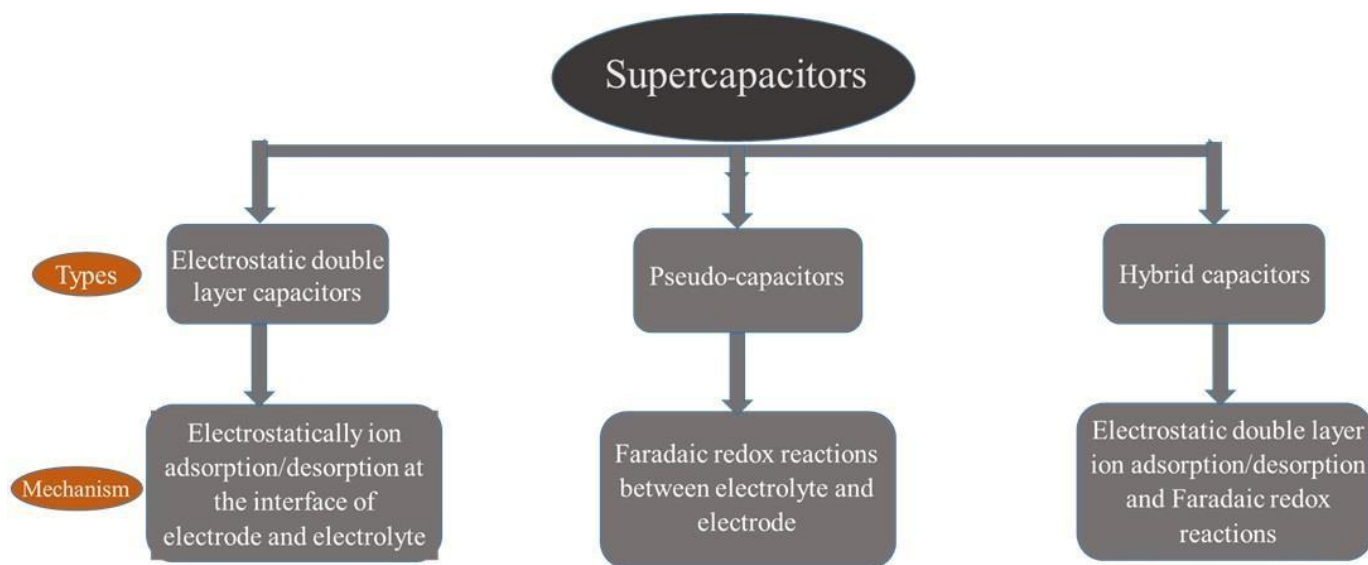 Supercapacitors
Types
Electrostatic double
layer capacitors
Pseudo-capacitors
Hybrid capacitors
Mechanism
Electrostatically ion
adsorption/desorption at
the interface of
electrode and electrolyte
Faradaic redox reactions
between electrolyte and
electrode
Electrostatic double layer
ion adsorption/desorption
and Faradaic redox
reactions